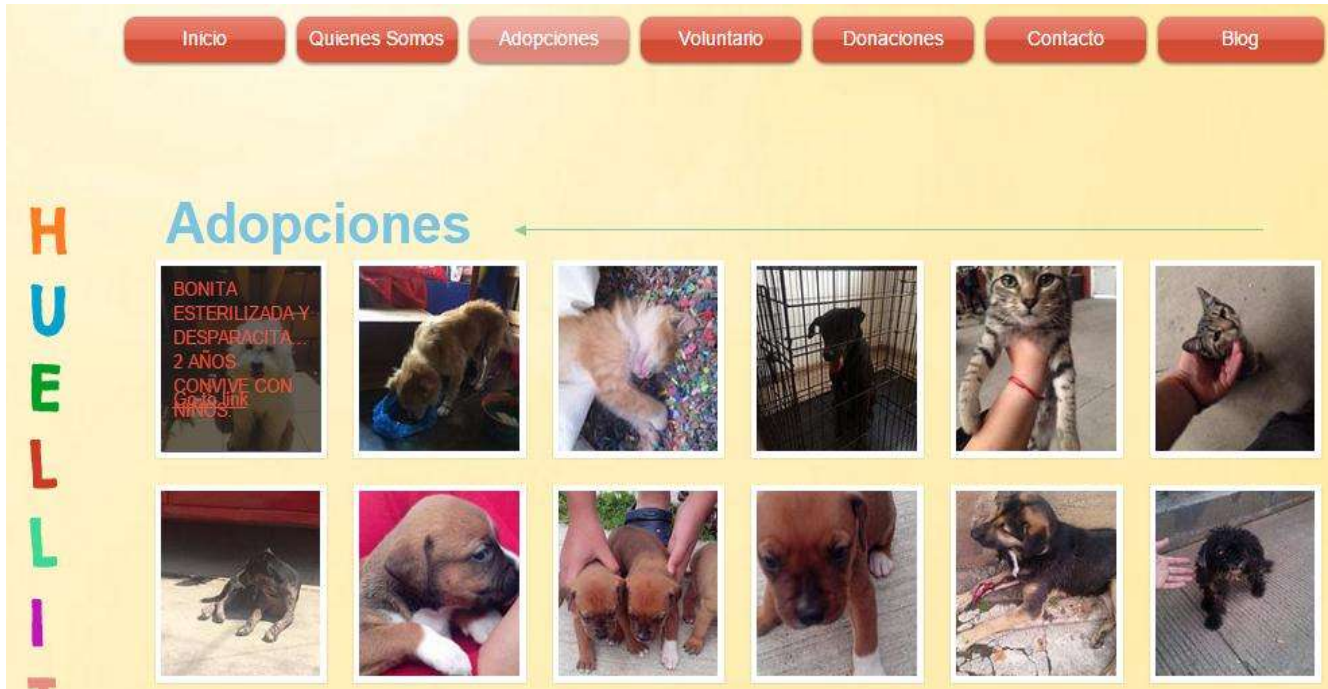 Inicio Quienes Somos Adopciones Voluntario Donaciones Contacto Blog
Adopciones
BONITA
ESTERILIZADA Y
DESPARACITA...
2 AÑOS
CONVIVE CON
NIÑOS.
Go to link
H
U
E
L
L
I